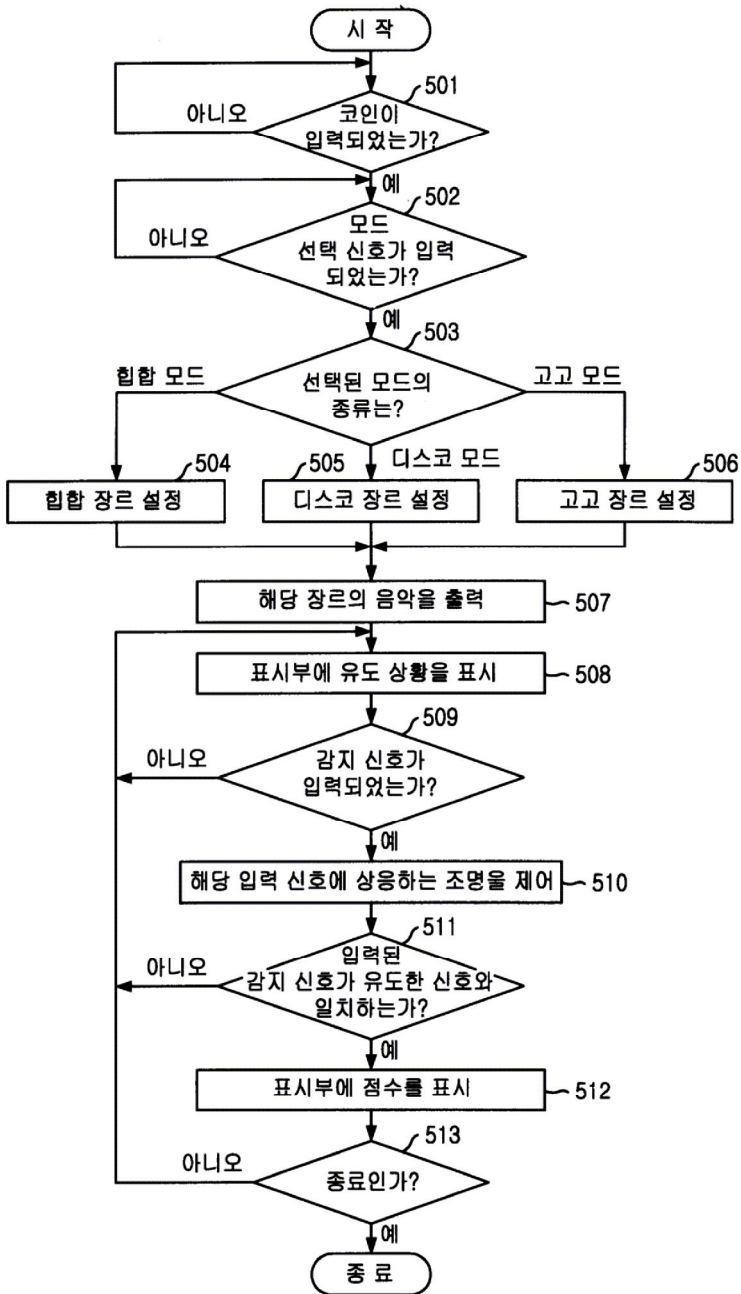 시 작
501
코인이
입력되었는가?
아니오
예
502
모드
선택 신호가 입력
되었는가?
아니오
예
503
선택된 모드의
종류는?
힙합 모드
고고 모드
디스코 모드
504
힙합 장르 설정
505
디스코 장르 설정
506
고고 장르 설정
해당 장르의 음악을 출력
507
표시부에 유도 상황을 표시
508
509
감지 신호가
입력되었는가?
아니오
예
해당 입력 신호에 상응하는 조명울 제어
510
511
입력된
감지 신호가 유도한 신호와
일치하는가?
아니오
예
표시부에 점수를 표시
512
513
종료인가?
아니오
예
종 료